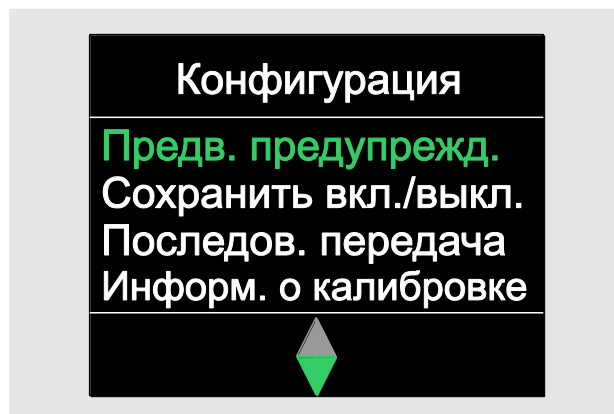 Конфигурация
Предв. предупрежд.
Сохранить вкл./выкл.
Последов. передача
Информ. о калибровке